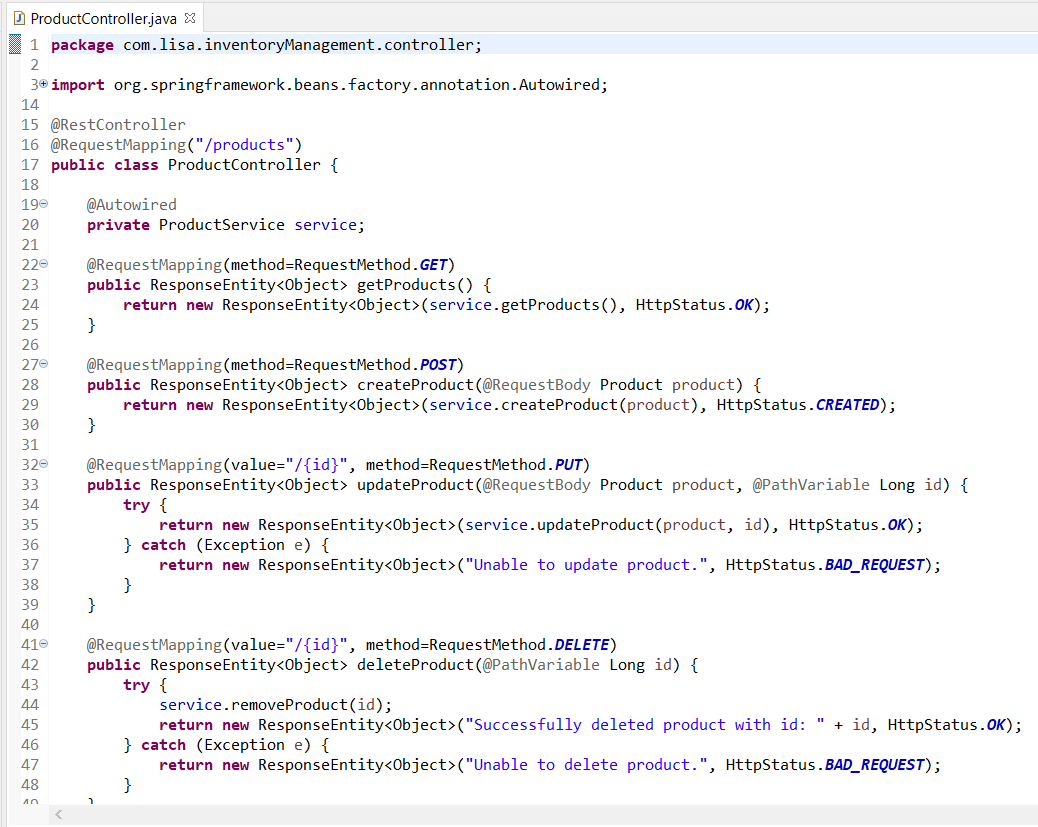 ProductController.java
1 package com.lisa.inventoryManagement.controller;
2
3 import org.springframework.beans.factory.annotation.Autowired;
14
15 @RestController
16 @RequestMapping("/products")
17 public class ProductController {
18
19 @Autowired
20 private ProductService service;
21
22 @RequestMapping(method=RequestMethod.GET)
23 public ResponseEntity<Object> getProducts() {
24 return new ResponseEntity<Object>(service.getProducts(), HttpStatus.OK);
25 }
26
27 @RequestMapping(method=RequestMethod.POST)
28 public ResponseEntity<Object> createProduct(@RequestBody Product product) {
29 return new ResponseEntity<Object>(service.createProduct(product), HttpStatus.CREATED);
30 }
31
32 @RequestMapping(value="/{id}", method=RequestMethod.PUT)
33 public ResponseEntity<Object> updateProduct(@RequestBody Product product, @PathVariable Long id) {
34 try {
35 return new ResponseEntity<Object>(service.updateProduct(product, id), HttpStatus.OK);
36 } catch (Exception e) {
37 return new ResponseEntity<Object>("Unable to update product.", HttpStatus.BAD_REQUEST);
38 }
39 }
40
41 @RequestMapping(value="/{id}", method=RequestMethod.DELETE)
42 public ResponseEntity<Object> deleteProduct(@PathVariable Long id) {
43 try {
44 service.removeProduct(id);
45 return new ResponseEntity<Object>("Successfully deleted product with id: " + id, HttpStatus.OK);
46 } catch (Exception e) {
47 return new ResponseEntity<Object>("Unable to delete product.", HttpStatus.BAD_REQUEST);
48 }